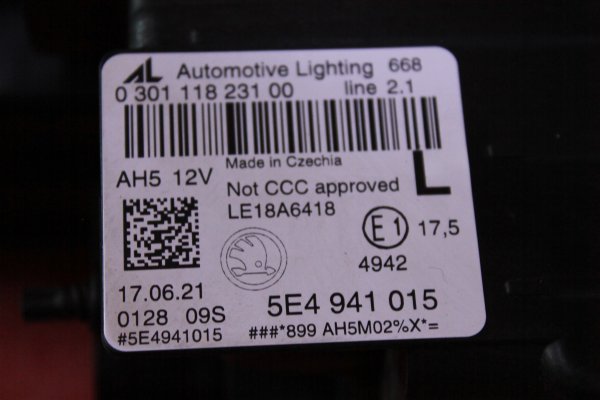 AL Automotive Lighting 668
0 301 118 231 00 line 2.1
Made in Czechia
AH5 12V Not CCC approved L
LE18A6418
E1 17,5
4942
17.06.21 5E4 941 015
0128 09S
#5E4941015 ###*899 AH5M02%X*=